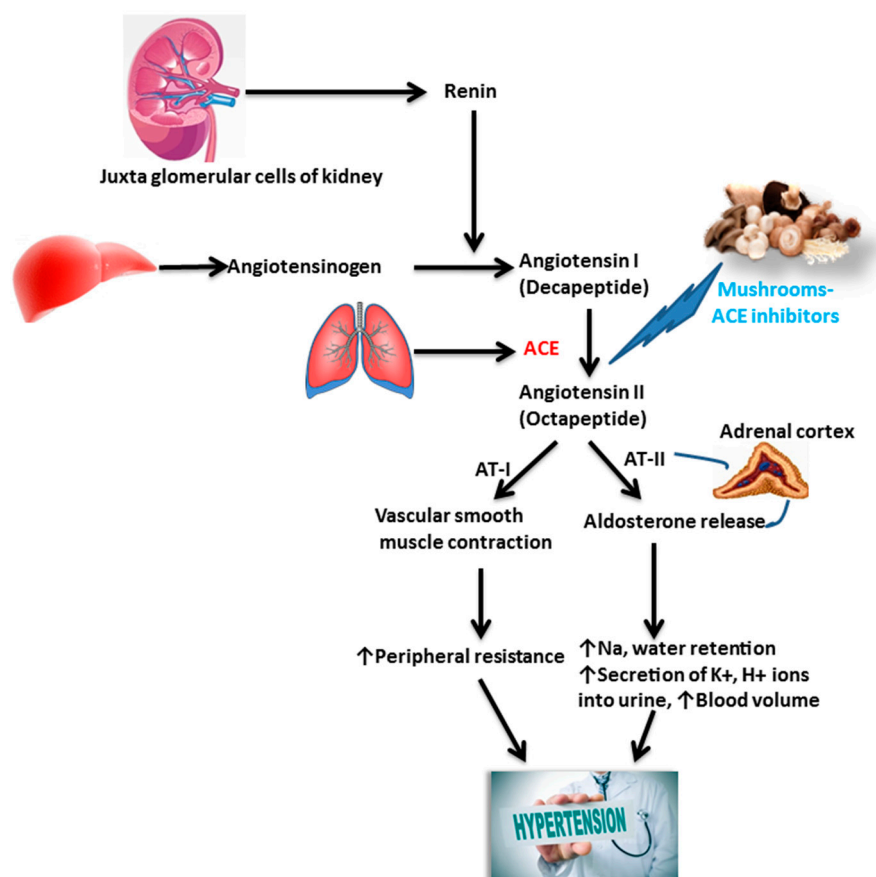 Renin
Juxta glomerular cells of kidney
Angiotensinogen
Angiotensin I
(Decapeptide)
Mushrooms-
ACE inhibitors
ACE
Angiotensin II
(Octapeptide)
Adrenal cortex
AT-I
AT-II
Vascular smooth
muscle contraction
Aldosterone release
↑Peripheral resistance
↑Na, water retention
↑Secretion of K+, H+ ions
into urine, ↑Blood volume
HYPERTENSION